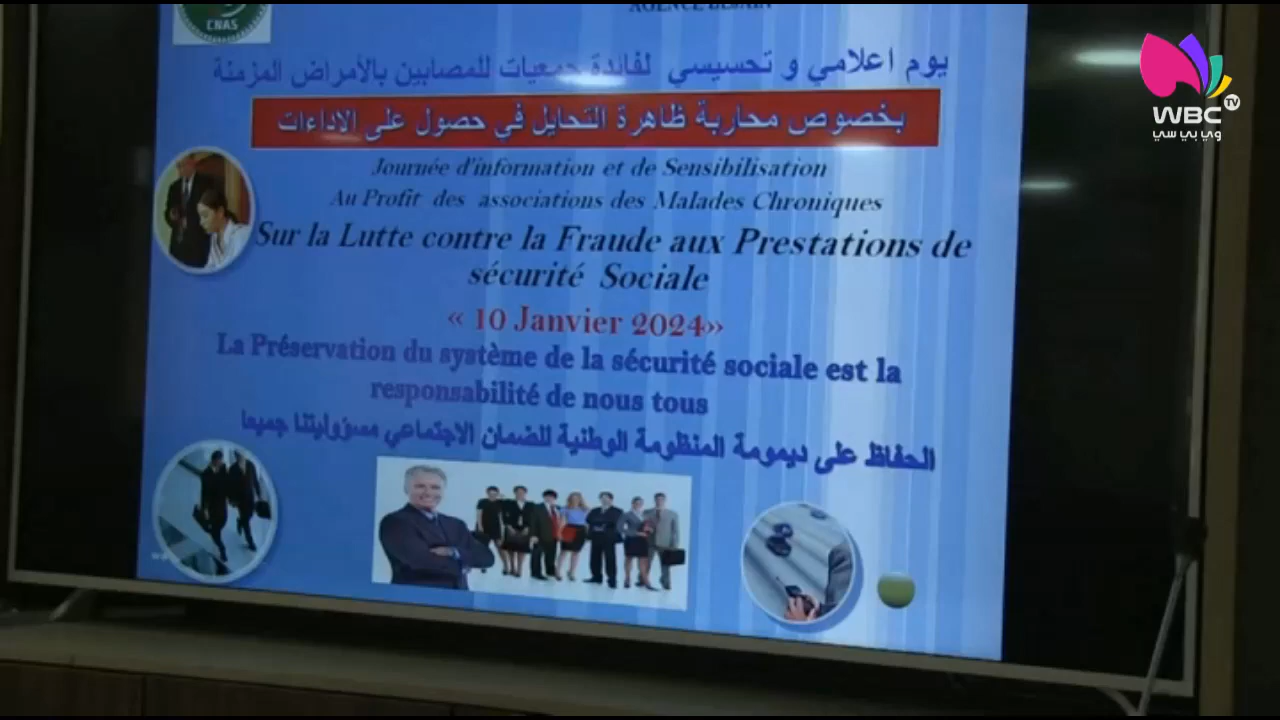 CNAS
WBC TV
وي بي سي
يوم اعلامي و تحسيسي لفائدة جمعيات للمصابين بالأمراض المزمنة
بخصوص محاربة ظاهرة التحايل في حصول على الاداءات
Journée d'information et de Sensibilisation
Au Profit des associations des Malades Chroniques
Sur la Lutte contre la Fraude aux Prestations de
sécurité Sociale
« 10 Janvier 2024»
La Préservation du système de la sécurité sociale est la
responsabilité de nous tous
الحفاظ على ديمومة المنظومة الوطنية للضمان الاجتماعي مسؤوليتنا جميعا